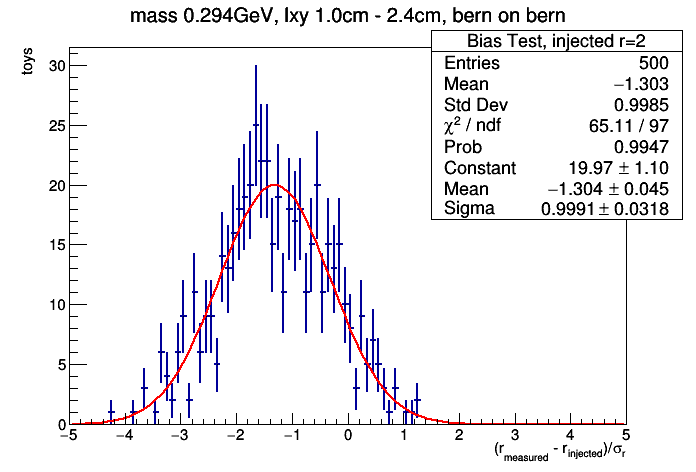 mass 0.294GeV, lxy 1.0cm - 2.4cm, bern on bern
Bias Test, injected r=2
Entries 500
Mean −1.303
Std Dev 0.9985
χ² / ndf 65.11 / 97
Prob 0.9947
Constant 19.97 ± 1.10
Mean −1.304 ± 0.045
Sigma 0.9991 ± 0.0318
toys
30
25
20
15
10
5
0
−5 −4 −3 −2 −1 0 1 2 3 4 5
(r_measured - r_injected)/σ_r